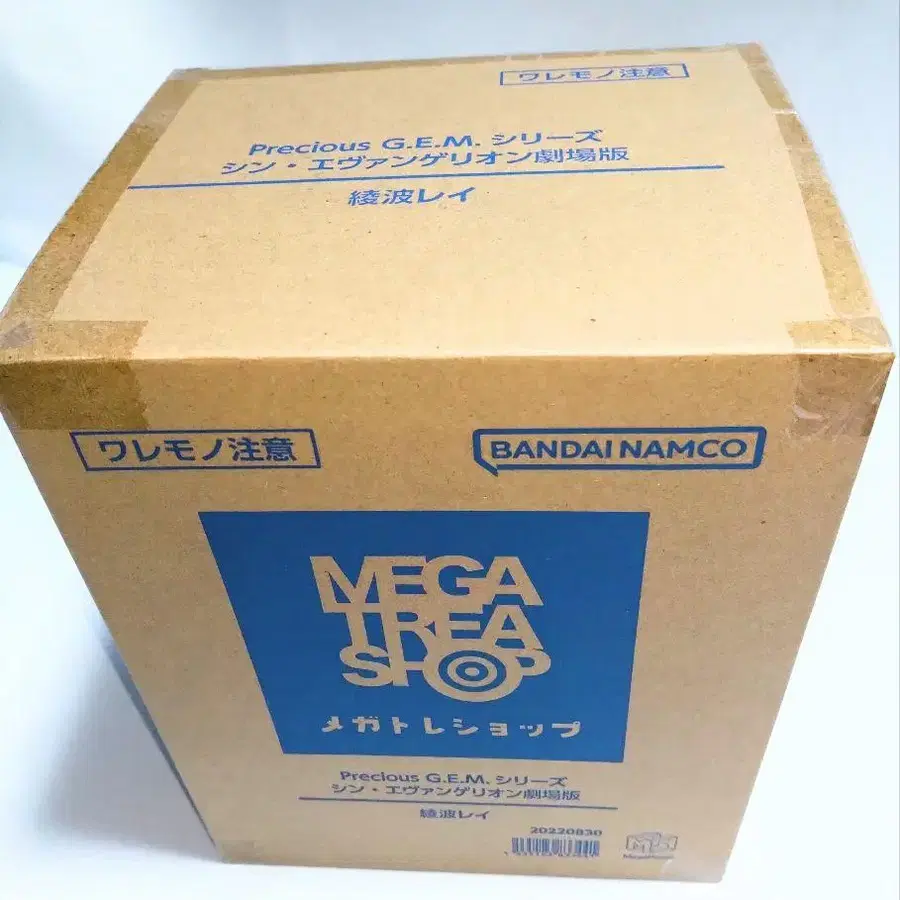 ワレモノ注意
Precious G.E.M. シリーズ
シン・エヴァンゲリオン劇場版
綾波レイ
ワレモノ注意
BANDAI NAMCO
MEGA
TREA
SHOP
メガトレショップ
Precious G.E.M. シリーズ
シン・エヴァンゲリオン劇場版
綾波レイ
20220830
MegaHouse